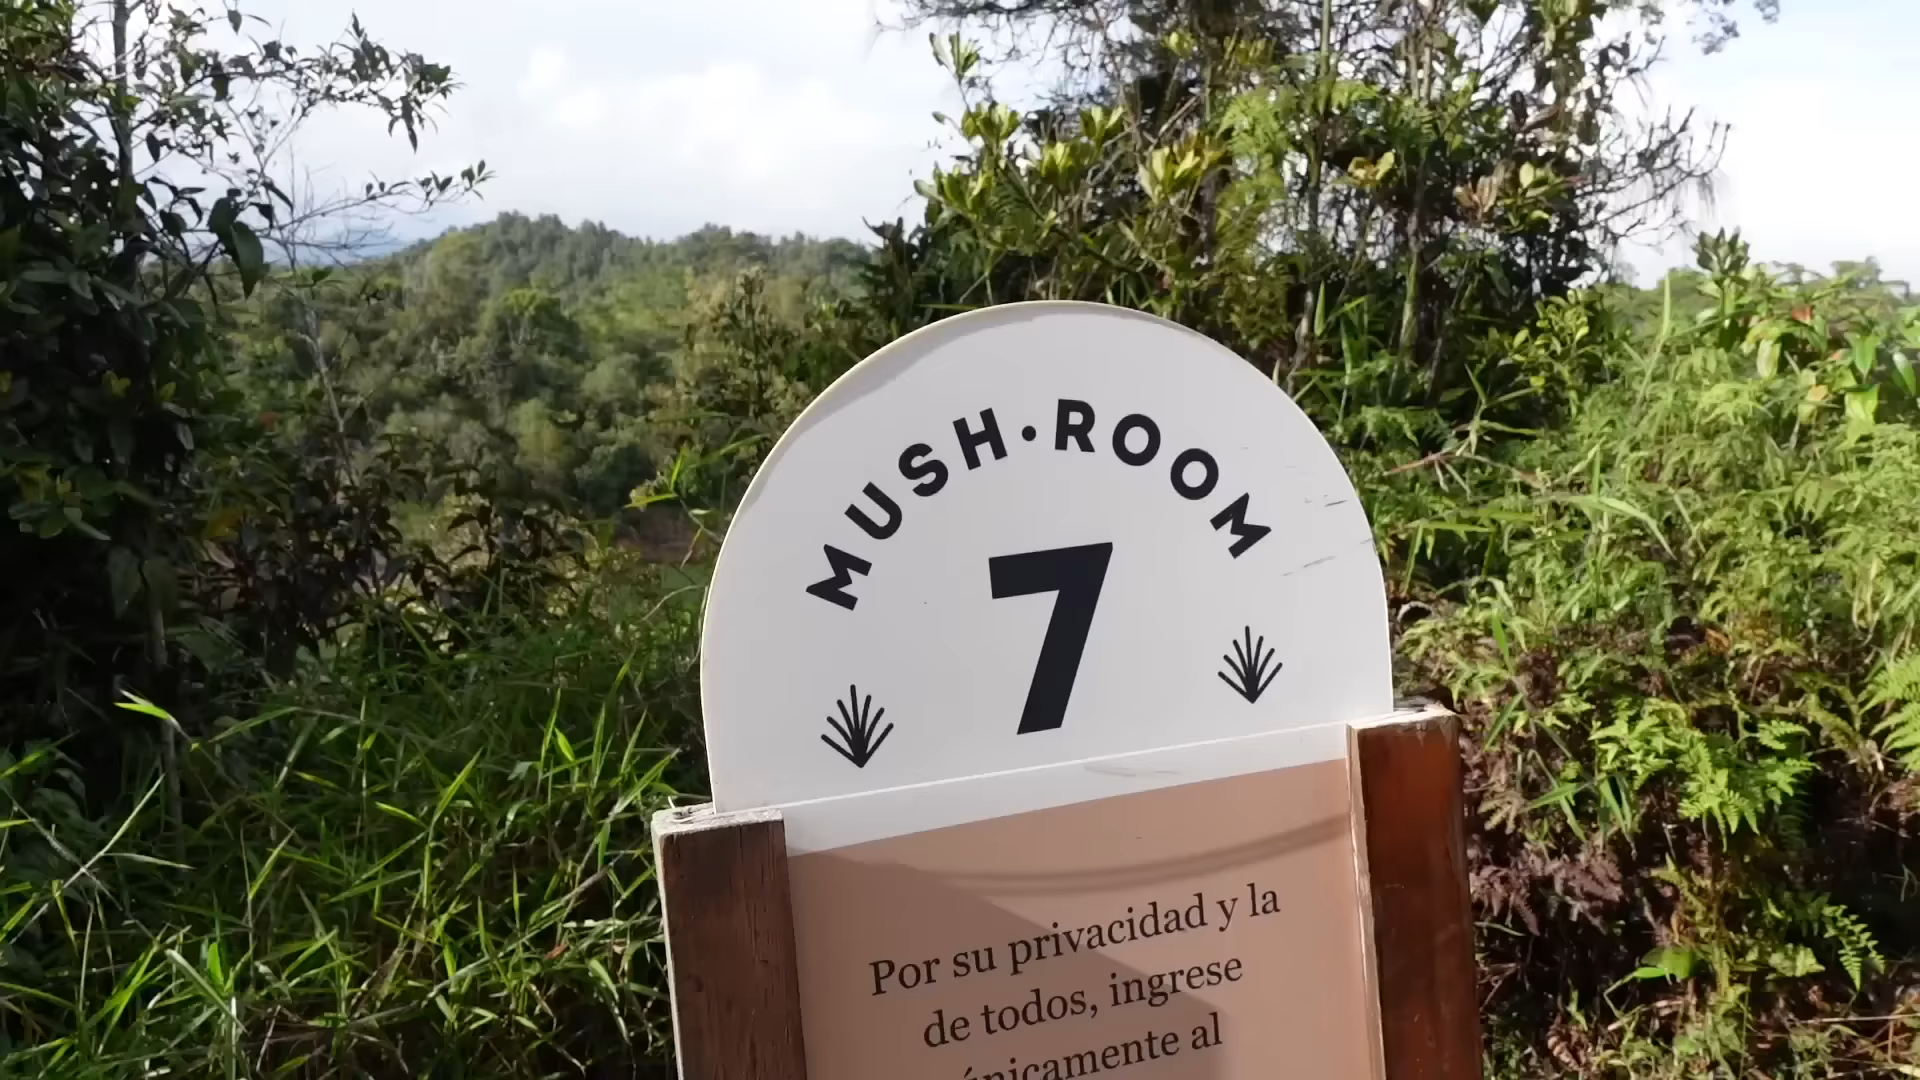 MUSH·ROOM
7
Por su privacidad y la
de todos, ingrese
únicamente al